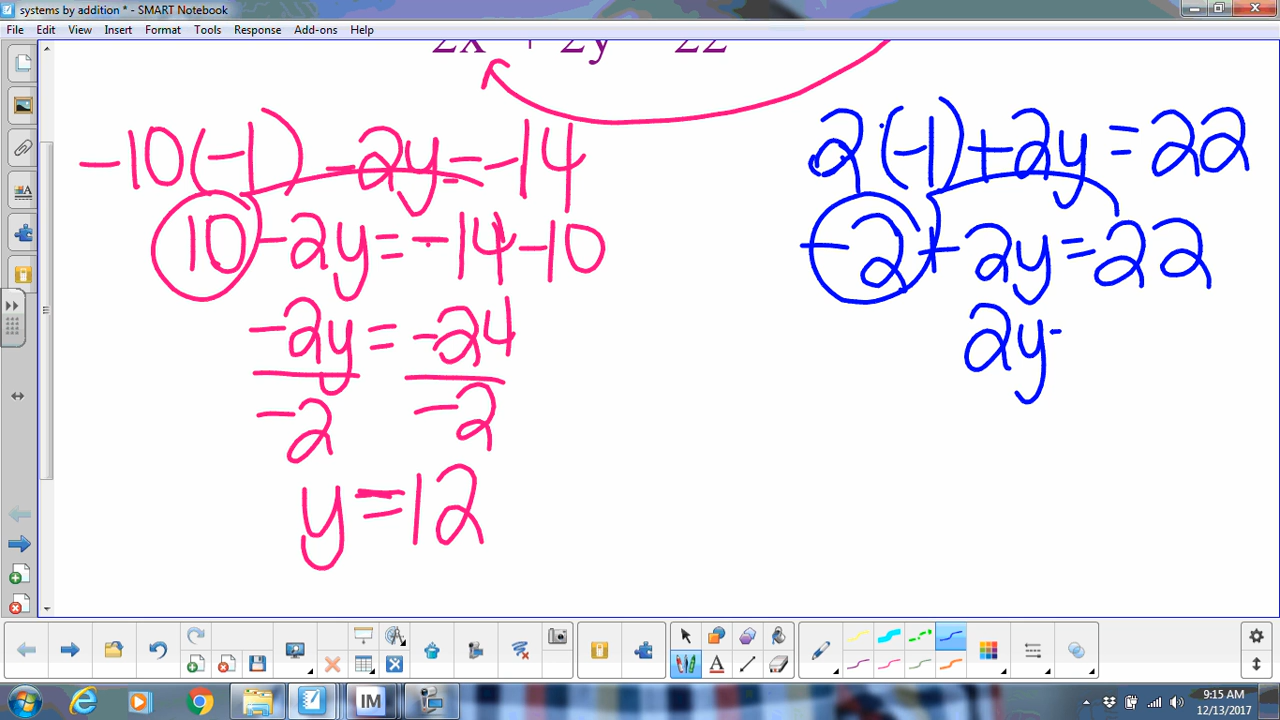 systems by addition * - SMART Notebook
File Edit View Insert Format Tools Response Add-ons Help
2x + 2y 22
-10(-1) -2y = -14
10 -2y = -14 -10
-2y = -24
-2 -2
y = 12
2(-1) + 2y = 22
-2 + 2y = 22
2y -
A
IM
9:15 AM
12/13/2017